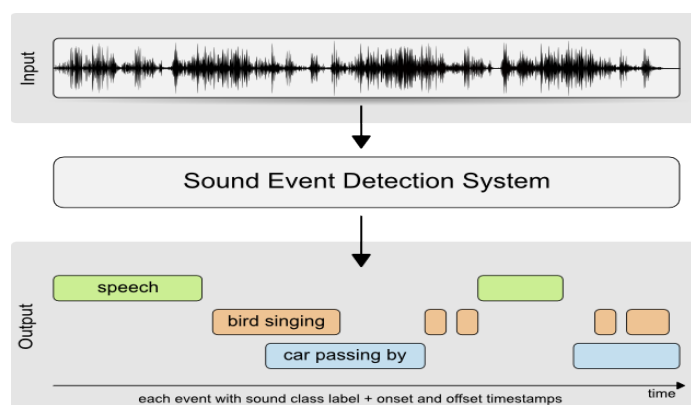 Input
Sound Event Detection System
Output
speech
bird singing
car passing by
time
each event with sound class label + onset and offset timestamps